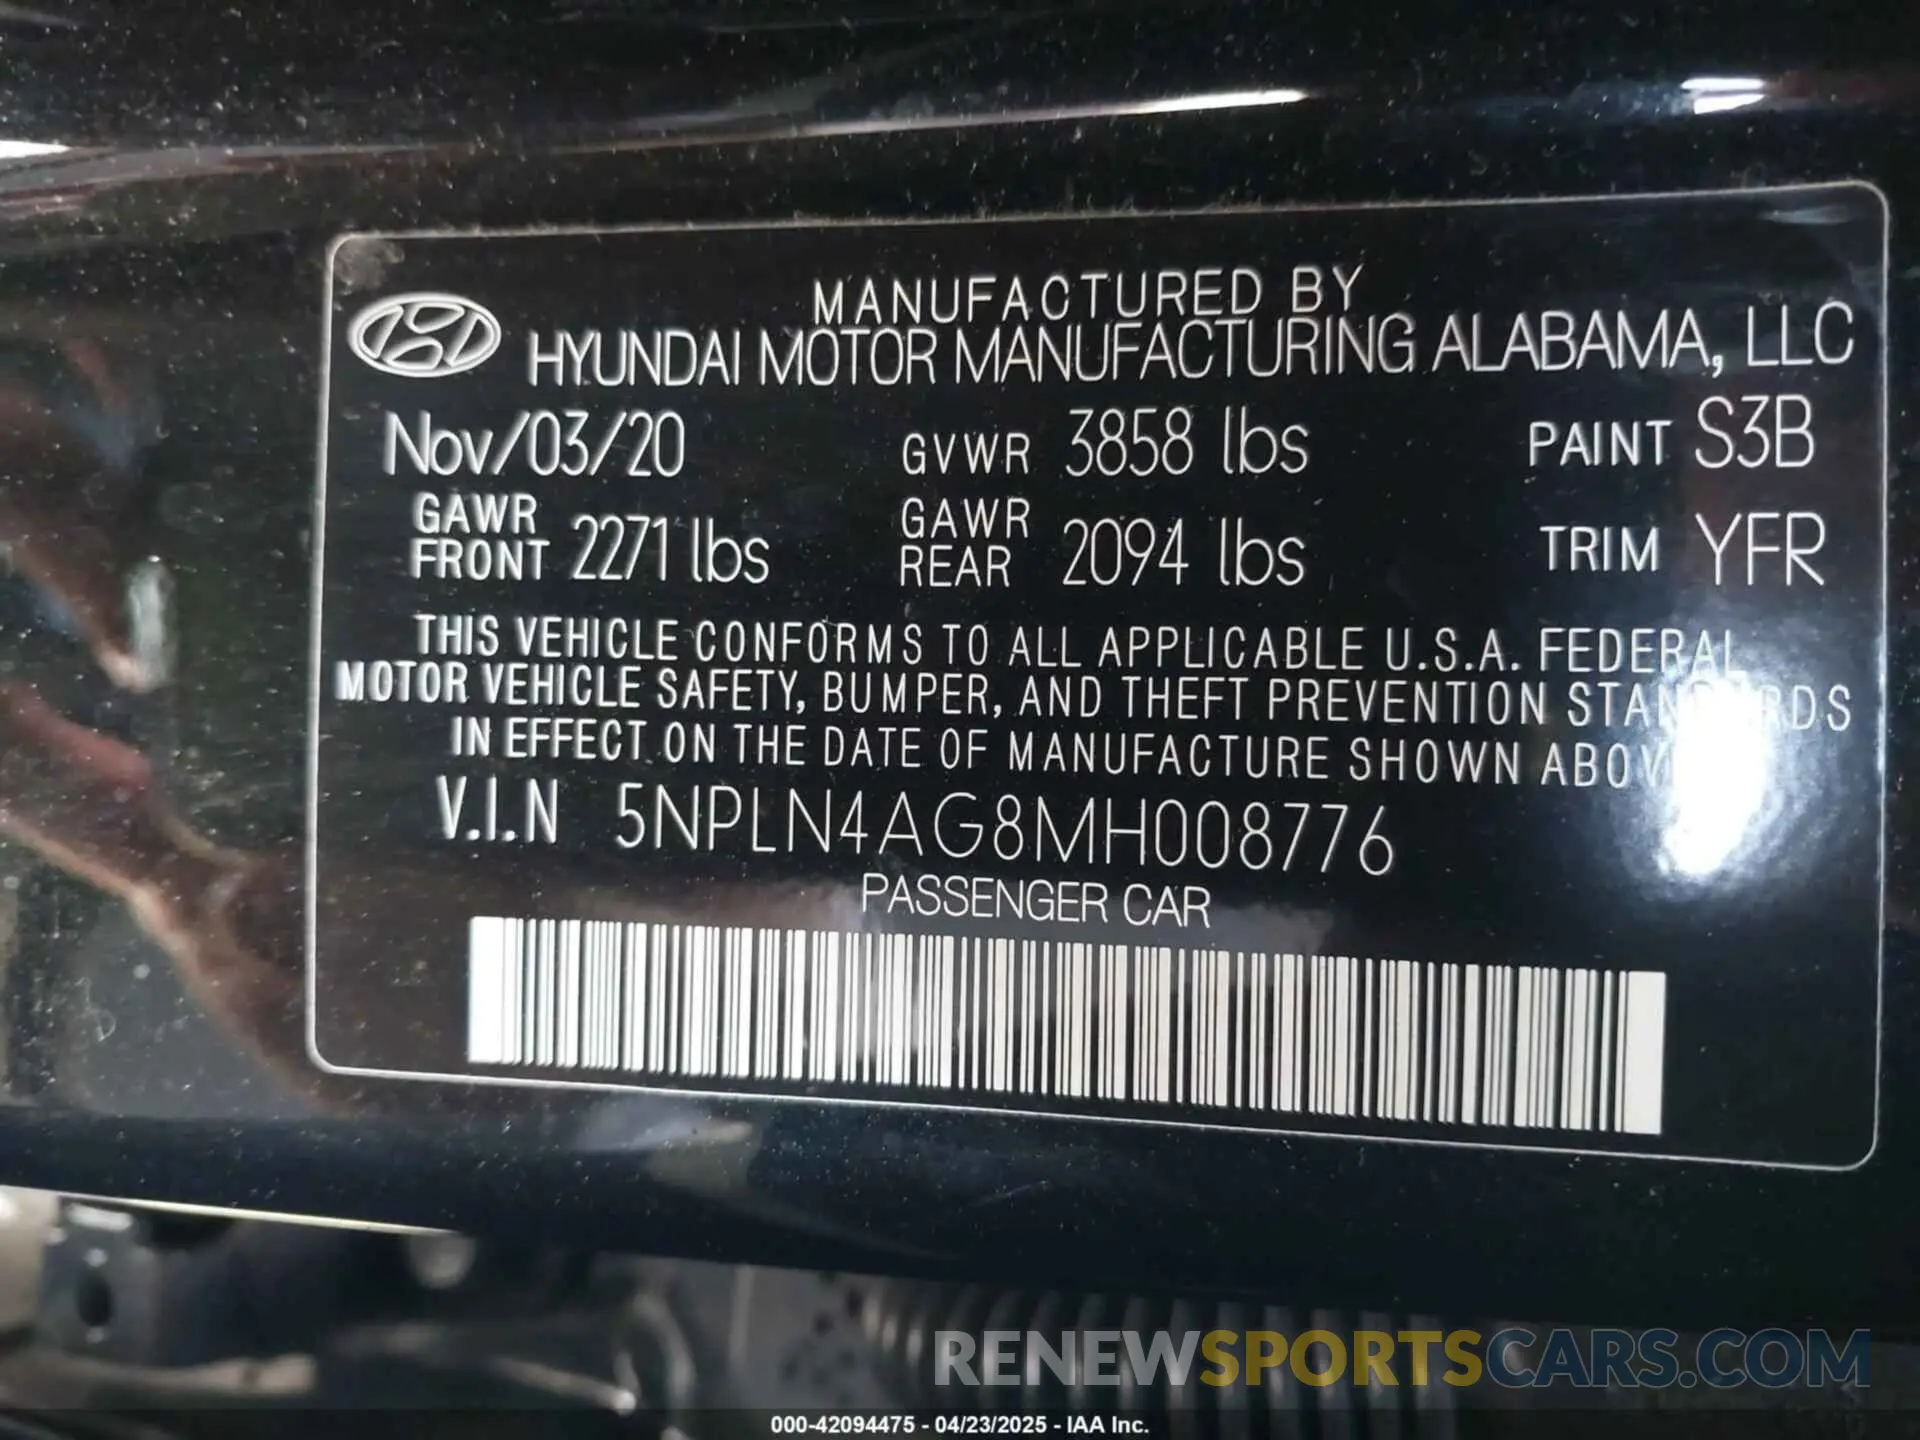 MANUFACTURED BY
HYUNDAI MOTOR MANUFACTURING ALABAMA, LLC
Nov/03/20 GVWR 3858 lbs PAINT S3B
GAWR FRONT 2271 lbs GAWR REAR 2094 lbs TRIM YFR
THIS VEHICLE CONFORMS TO ALL APPLICABLE U.S.A. FEDERAL
MOTOR VEHICLE SAFETY, BUMPER, AND THEFT PREVENTION STANDARDS
IN EFFECT ON THE DATE OF MANUFACTURE SHOWN ABOVE
V.I.N 5NPLN4AG8MH008776
PASSENGER CAR
RENEWSPORTSCARS.COM
000-42094475 - 04/23/2025 - IAA Inc.